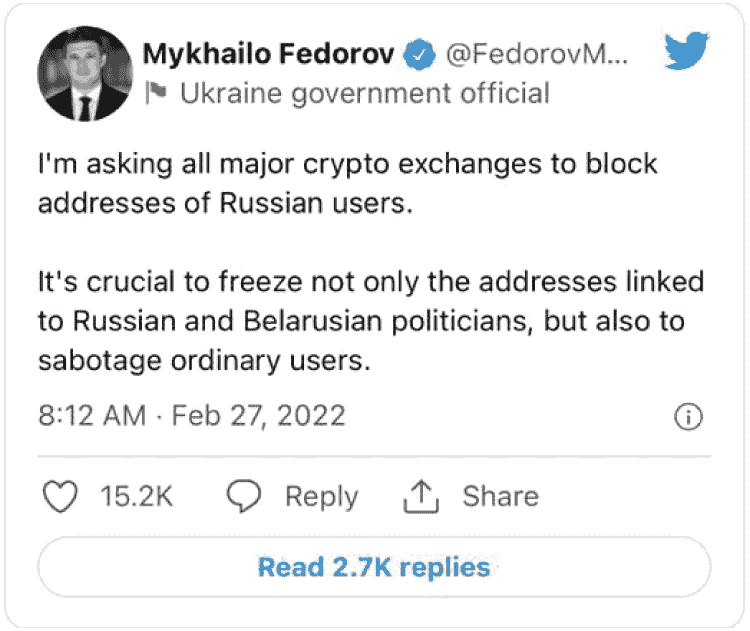 Mykhailo Fedorov @FedorovM...
Ukraine government official
I'm asking all major crypto exchanges to block
addresses of Russian users.
It's crucial to freeze not only the addresses linked
to Russian and Belarusian politicians, but also to
sabotage ordinary users.
8:12 AM · Feb 27, 2022
15.2K Reply Share
Read 2.7K replies